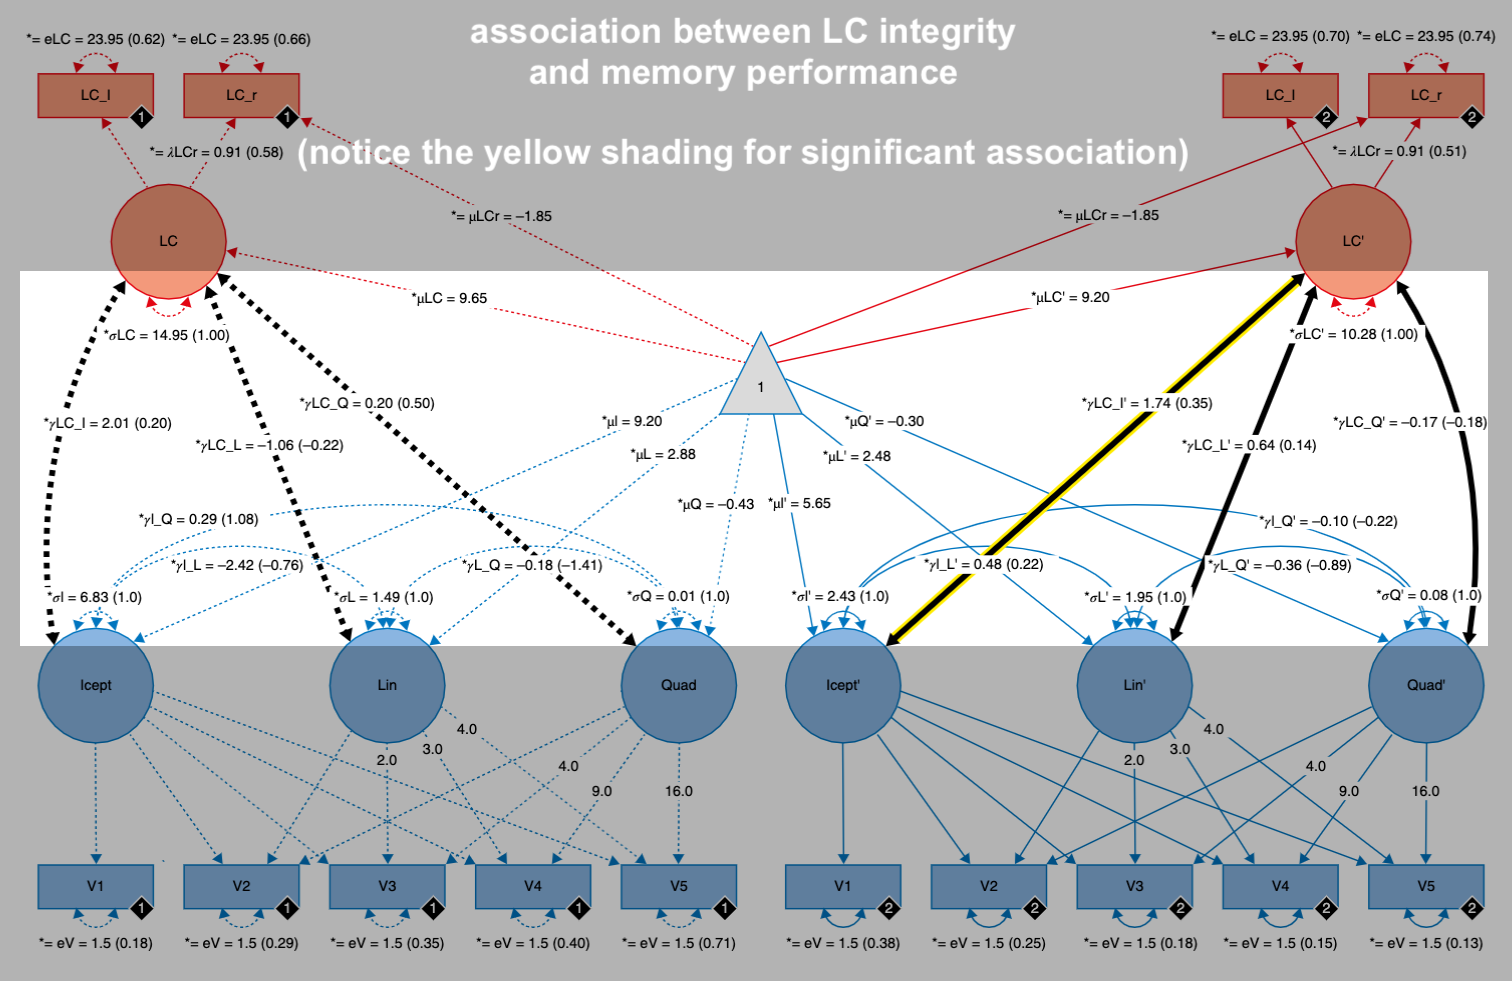 association between LC integrity
and memory performance
(notice the yellow shading for significant association)
*= eLC = 23.95 (0.62)
*= eLC = 23.95 (0.66)
*= eLC = 23.95 (0.70)
*= eLC = 23.95 (0.74)
LC_l
1
LC_r
1
LC_l
2
LC_r
2
*= λLCr = 0.91 (0.58)
*= λLCr = 0.91 (0.51)
*= μLCr = –1.85
*= μLCr = –1.85
LC
LC'
*μLC = 9.65
*μLC' = 9.20
*σLC = 14.95 (1.00)
*σLC' = 10.28 (1.00)
1
*γLC_I = 2.01 (0.20)
*γLC_L = –1.06 (–0.22)
*γLC_Q = 0.20 (0.50)
*μI = 9.20
*μL = 2.88
*μQ = –0.43
*μI' = 5.65
*μL' = 2.48
*μQ' = –0.30
*γLC_I' = 1.74 (0.35)
*γLC_L' = 0.64 (0.14)
*γLC_Q' = –0.17 (–0.18)
*γI_Q = 0.29 (1.08)
*γI_Q' = –0.10 (–0.22)
*γI_L = –2.42 (–0.76)
*γL_Q = –0.18 (–1.41)
*γI_L' = 0.48 (0.22)
*γL_Q' = –0.36 (–0.89)
*σI = 6.83 (1.0)
*σL = 1.49 (1.0)
*σQ = 0.01 (1.0)
*σI' = 2.43 (1.0)
*σL' = 1.95 (1.0)
*σQ' = 0.08 (1.0)
Icept
Lin
Quad
Icept'
Lin'
Quad'
4.0
3.0
2.0
4.0
9.0
16.0
4.0
3.0
2.0
4.0
9.0
16.0
V1
1
V2
1
V3
1
V4
1
V5
1
V1
2
V2
2
V3
2
V4
2
V5
2
*= eV = 1.5 (0.18)
*= eV = 1.5 (0.29)
*= eV = 1.5 (0.35)
*= eV = 1.5 (0.40)
*= eV = 1.5 (0.71)
*= eV = 1.5 (0.38)
*= eV = 1.5 (0.25)
*= eV = 1.5 (0.18)
*= eV = 1.5 (0.15)
*= eV = 1.5 (0.13)